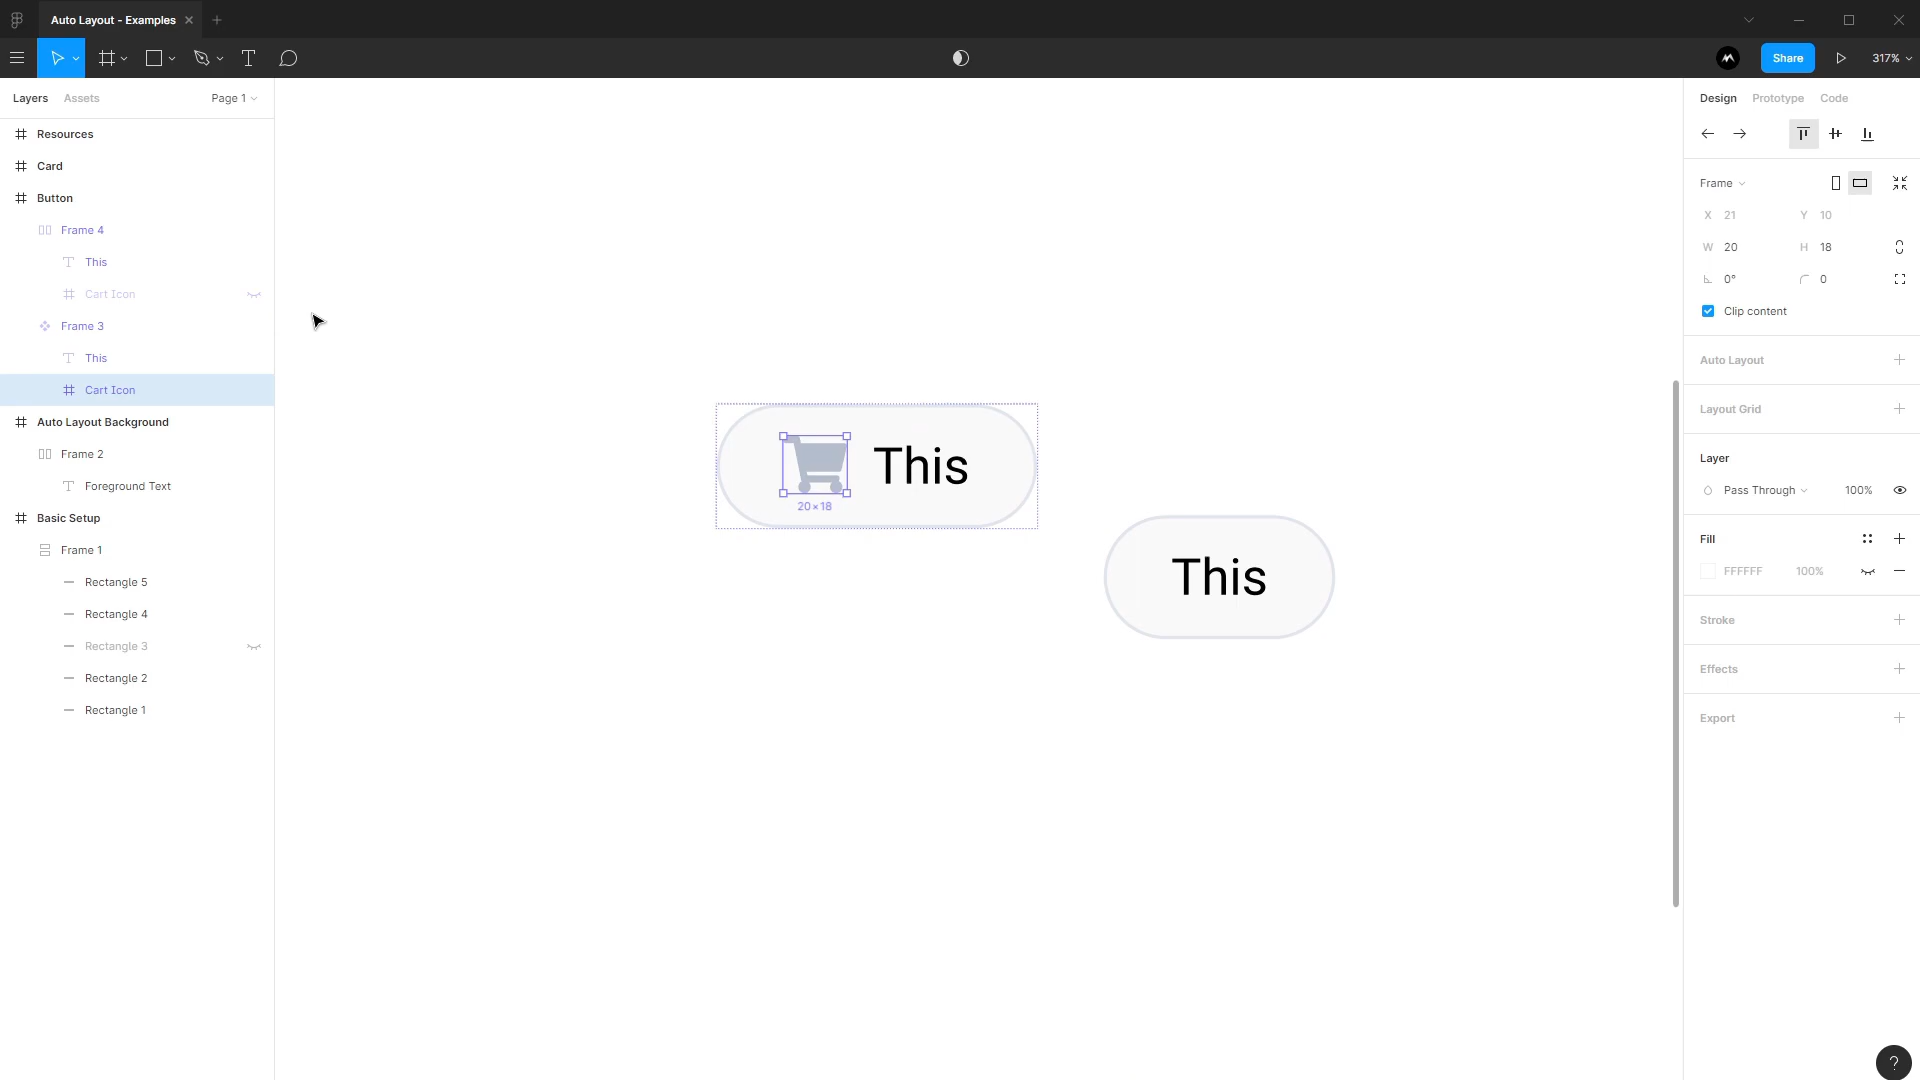 Auto Layout - Examples
Share
317%
Layers Assets Page 1
Resources
Card
Button
Frame 4
This
Cart Icon
Frame 3
This
Cart Icon
Auto Layout Background
Frame 2
Foreground Text
Basic Setup
Frame 1
Rectangle 5
Rectangle 4
Rectangle 3
Rectangle 2
Rectangle 1
This
20 × 18
This
Design Prototype Code
Frame
X 21 Y 10
W 20 H 18
0° 0
Clip content
Auto Layout
Layout Grid
Layer
Pass Through 100%
Fill
FFFFFF 100%
Stroke
Effects
Export
?